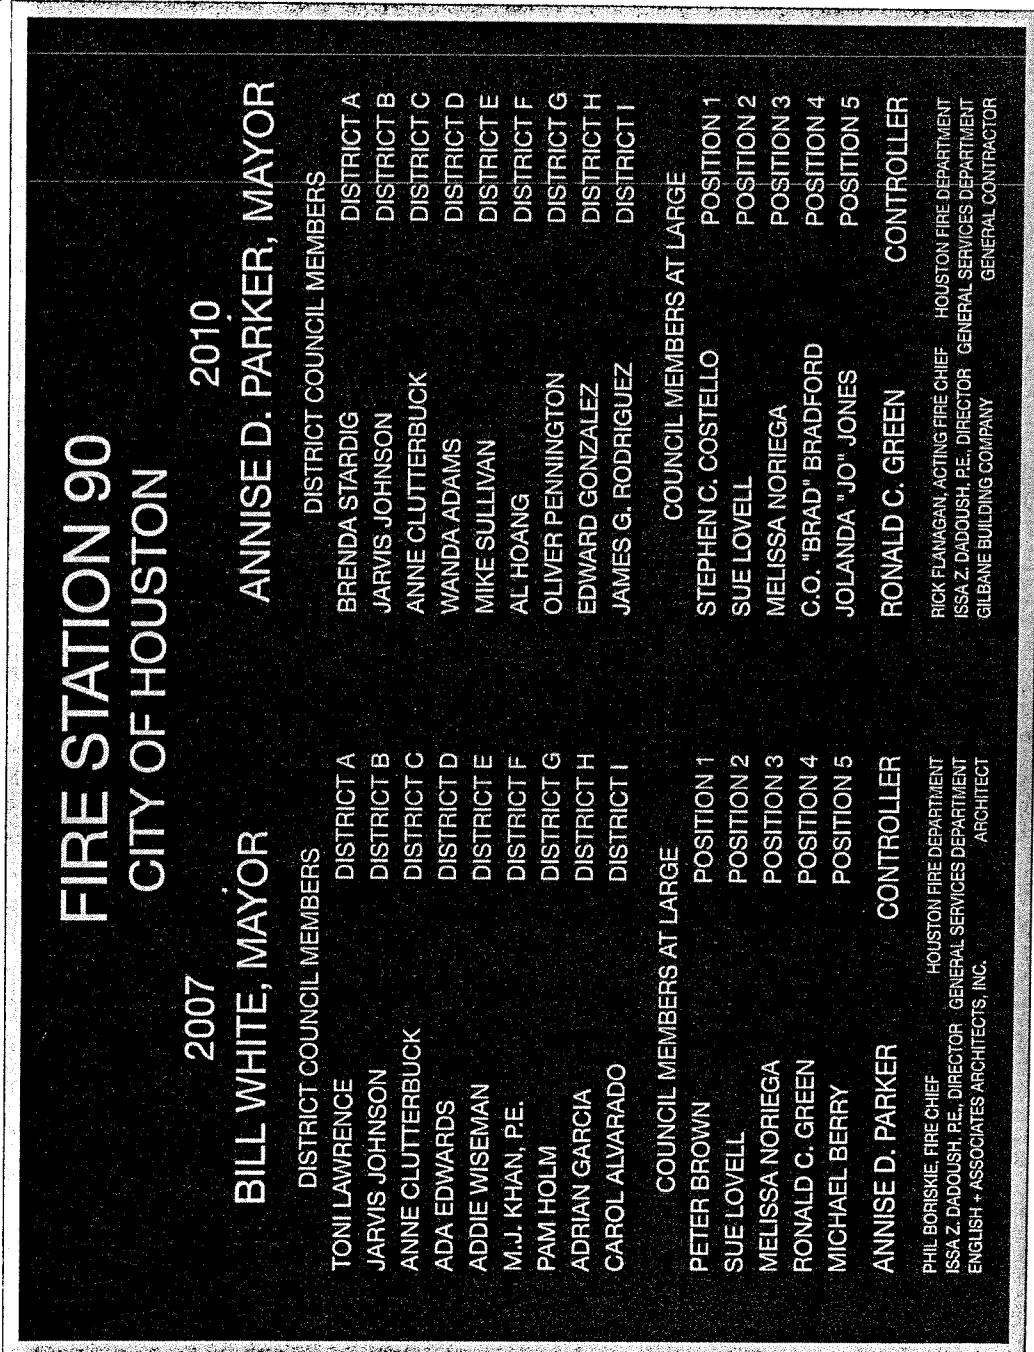 FIRE STATION 90
CITY OF HOUSTON
2007
BILL WHITE, MAYOR
DISTRICT COUNCIL MEMBERS
TONI LAWRENCE DISTRICT A
JARVIS JOHNSON DISTRICT B
ANNE CLUTTERBUCK DISTRICT C
ADA EDWARDS DISTRICT D
ADDIE WISEMAN DISTRICT E
M.J. KHAN, P.E. DISTRICT F
PAM HOLM DISTRICT G
ADRIAN GARCIA DISTRICT H
CAROL ALVARADO DISTRICT I
COUNCIL MEMBERS AT LARGE
PETER BROWN POSITION 1
SUE LOVELL POSITION 2
MELISSA NORIEGA POSITION 3
RONALD C. GREEN POSITION 4
MICHAEL BERRY POSITION 5
ANNISE D. PARKER CONTROLLER
PHIL BORISKIE, FIRE CHIEF HOUSTON FIRE DEPARTMENT
ISSA Z. DADOUSH, P.E., DIRECTOR GENERAL SERVICES DEPARTMENT
ENGLISH + ASSOCIATES ARCHITECTS, INC. ARCHITECT
2010
ANNISE D. PARKER, MAYOR
DISTRICT COUNCIL MEMBERS
BRENDA STARDIG DISTRICT A
JARVIS JOHNSON DISTRICT B
ANNE CLUTTERBUCK DISTRICT C
WANDA ADAMS DISTRICT D
MIKE SULLIVAN DISTRICT E
AL HOANG DISTRICT F
OLIVER PENNINGTON DISTRICT G
EDWARD GONZALEZ DISTRICT H
JAMES G. RODRIGUEZ DISTRICT I
COUNCIL MEMBERS AT LARGE
STEPHEN C. COSTELLO POSITION 1
SUE LOVELL POSITION 2
MELISSA NORIEGA POSITION 3
C.O. "BRAD" BRADFORD POSITION 4
JOLANDA "JO" JONES POSITION 5
RONALD C. GREEN CONTROLLER
RICK FLANAGAN, ACTING FIRE CHIEF HOUSTON FIRE DEPARTMENT
ISSA Z. DADOUSH, P.E., DIRECTOR GENERAL SERVICES DEPARTMENT
GILBANE BUILDING COMPANY GENERAL CONTRACTOR